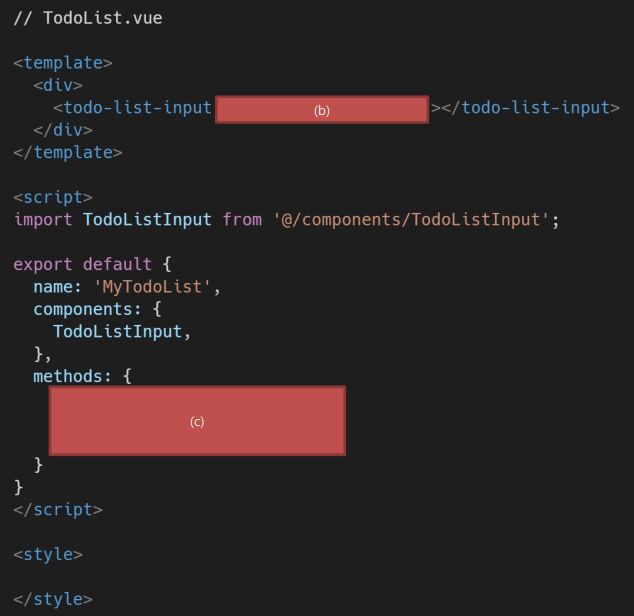 // TodoList.vue
<template>
<div>
<todo-list-input (b) ></todo-list-input>
</div>
</template>
<script>
import TodoListInput from '@/components/TodoListInput';
export default {
name: 'MyTodoList',
components: {
TodoListInput,
},
methods: {
(c)
}
}
</script>
<style>
</style>